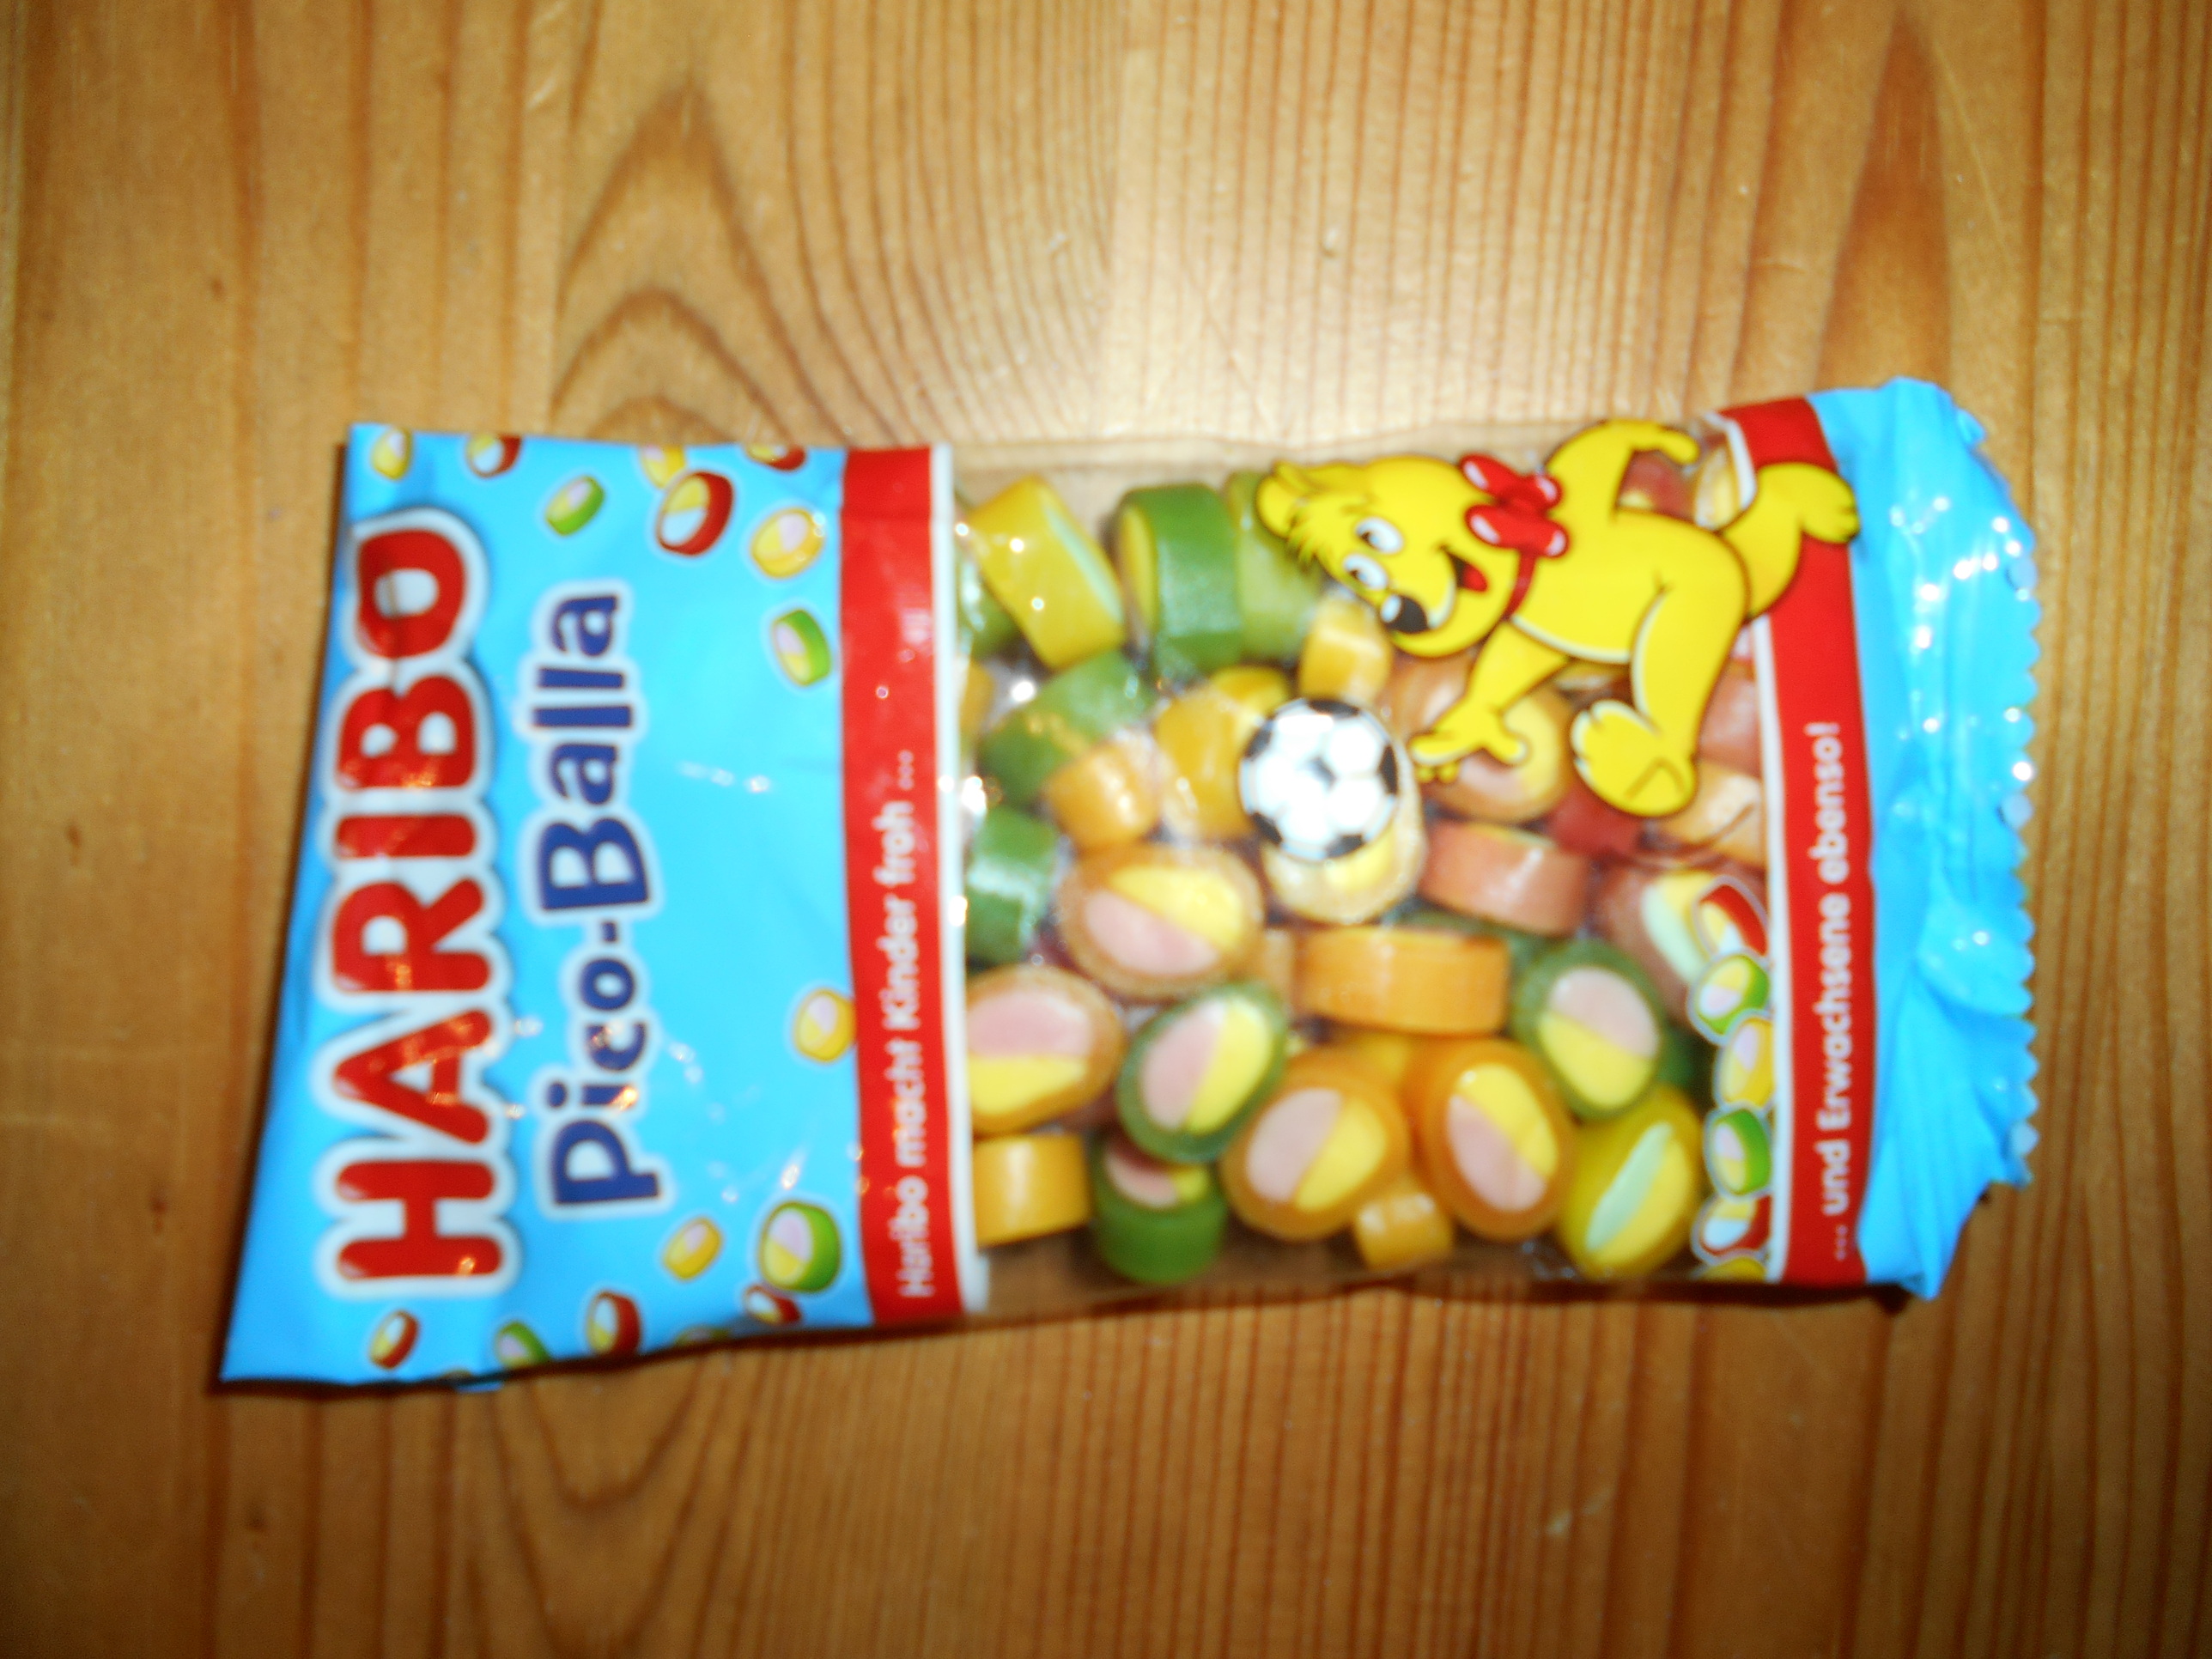 HARIBO
Pico-Balla
Haribo macht Kinder froh ...
... und Erwachsene ebenso!